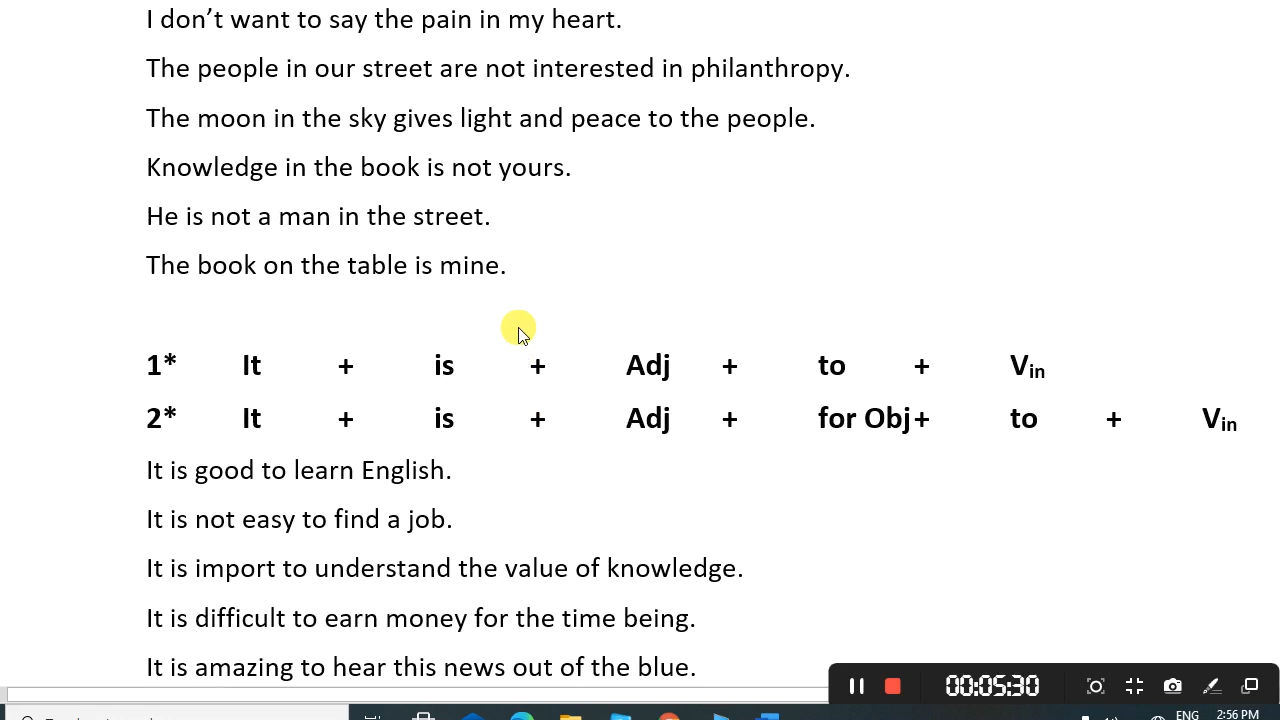 I don’t want to say the pain in my heart.
The people in our street are not interested in philanthropy.
The moon in the sky gives light and peace to the people.
Knowledge in the book is not yours.
He is not a man in the street.
The book on the table is mine.
1* It + is + Adj + to + Vin
2* It + is + Adj + for Obj+ to + Vin
It is good to learn English.
It is not easy to find a job.
It is import to understand the value of knowledge.
It is difficult to earn money for the time being.
It is amazing to hear this news out of the blue.
00:05:30
ENG 2:56 PM